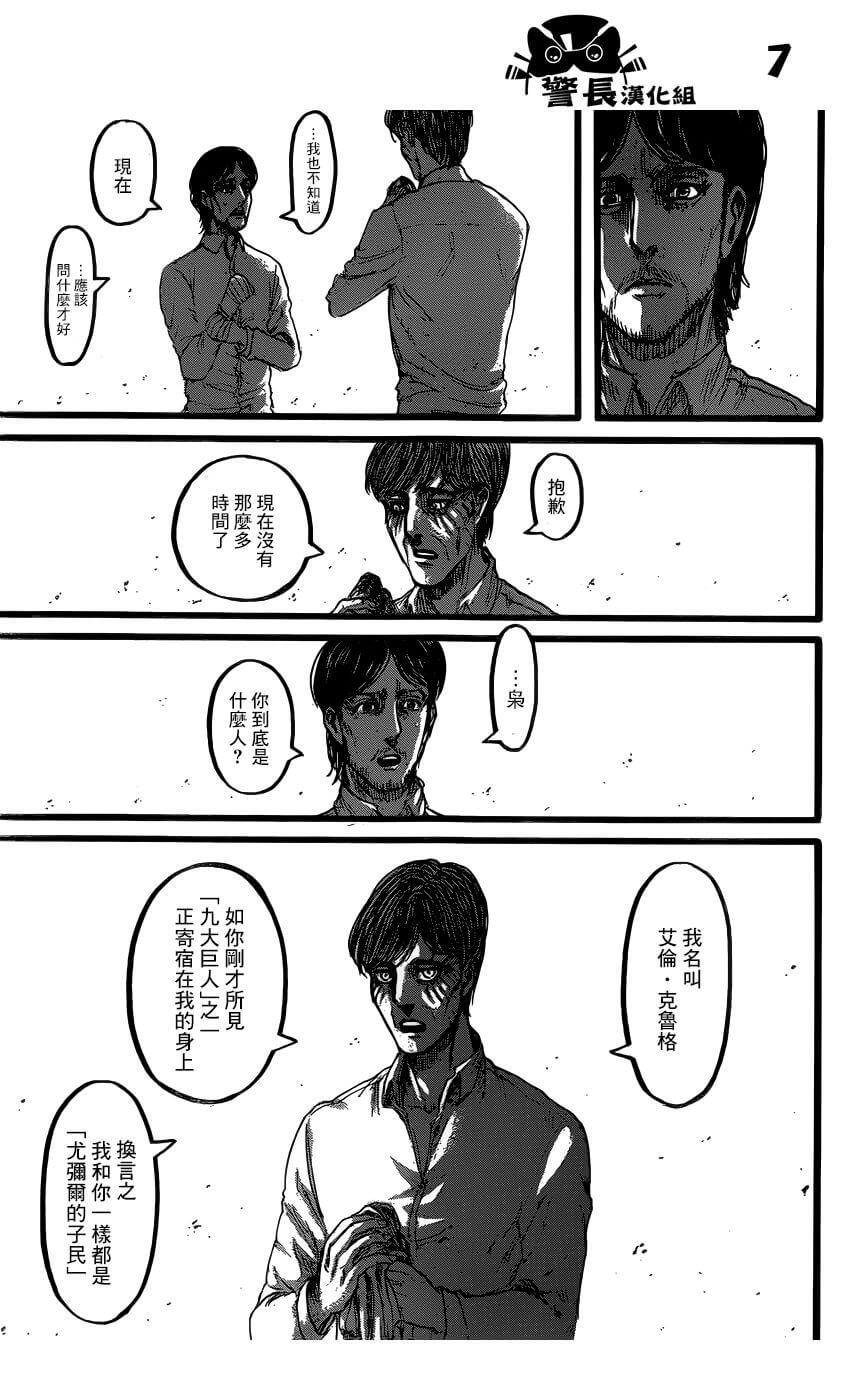 警長漢化組
7
…我也不知道
現在
…應該
問什麼才好
抱歉
現在沒有
那麼多
時間了
…梟
你到底是
什麼人？
我名叫
艾倫・克魯格
如你剛才所見
「九大巨人」之一
正寄宿在我的身上
換言之
我和你一樣都是
「尤彌爾的子民」